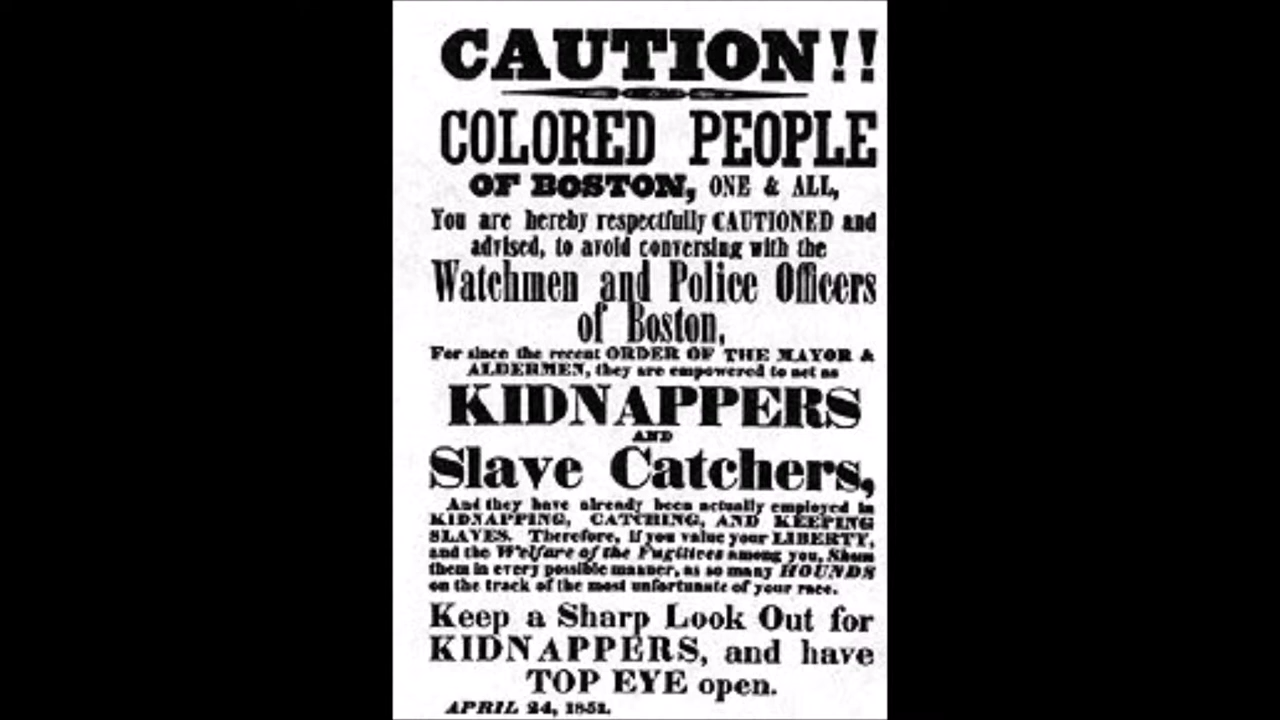 CAUTION!!
COLORED PEOPLE
OF BOSTON, ONE & ALL,
You are hereby respectfully CAUTIONED and
advised, to avoid conversing with the
Watchmen and Police Officers
of Boston,
For since the recent ORDER OF THE MAYOR &
ALDERMEN, they are empowered to act as
KIDNAPPERS
AND
Slave Catchers,
And they have already been actually employed in
KIDNAPPING, CATCHING, AND KEEPING
SLAVES. Therefore, if you value your LIBERTY,
and the Welfare of the Fugitives among you, Shun
them in every possible manner, as so many HOUNDS
on the track of the most unfortunate of your race.
Keep a Sharp Look Out for
KIDNAPPERS, and have
TOP EYE open.
APRIL 24, 1851.